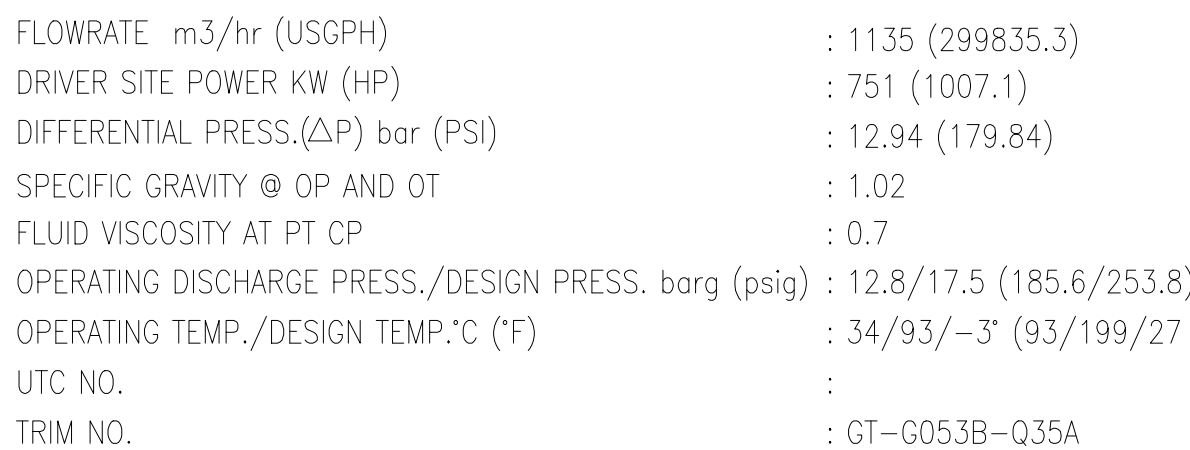 FLOWRATE m3/hr (USGPH) : 1135 (299835.3)
DRIVER SITE POWER KW (HP) : 751 (1007.1)
DIFFERENTIAL PRESS.(△P) bar (PSI) : 12.94 (179.84)
SPECIFIC GRAVITY @ OP AND OT : 1.02
FLUID VISCOSITY AT PT CP : 0.7
OPERATING DISCHARGE PRESS./DESIGN PRESS. barg (psig) : 12.8/17.5 (185.6/253.8)
OPERATING TEMP./DESIGN TEMP.°C (°F) : 34/93/-3° (93/199/27
UTC NO. :
TRIM NO. : GT-G053B-Q35A